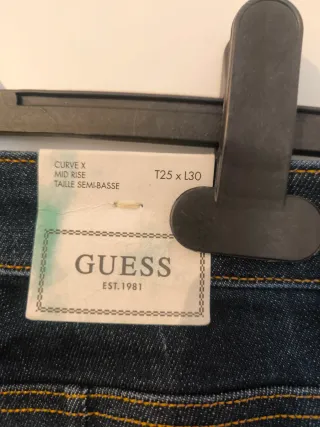 CURVE X
MID RISE
TAILLE SEMI-BASSE
T25 x L30
GUESS
EST.1981